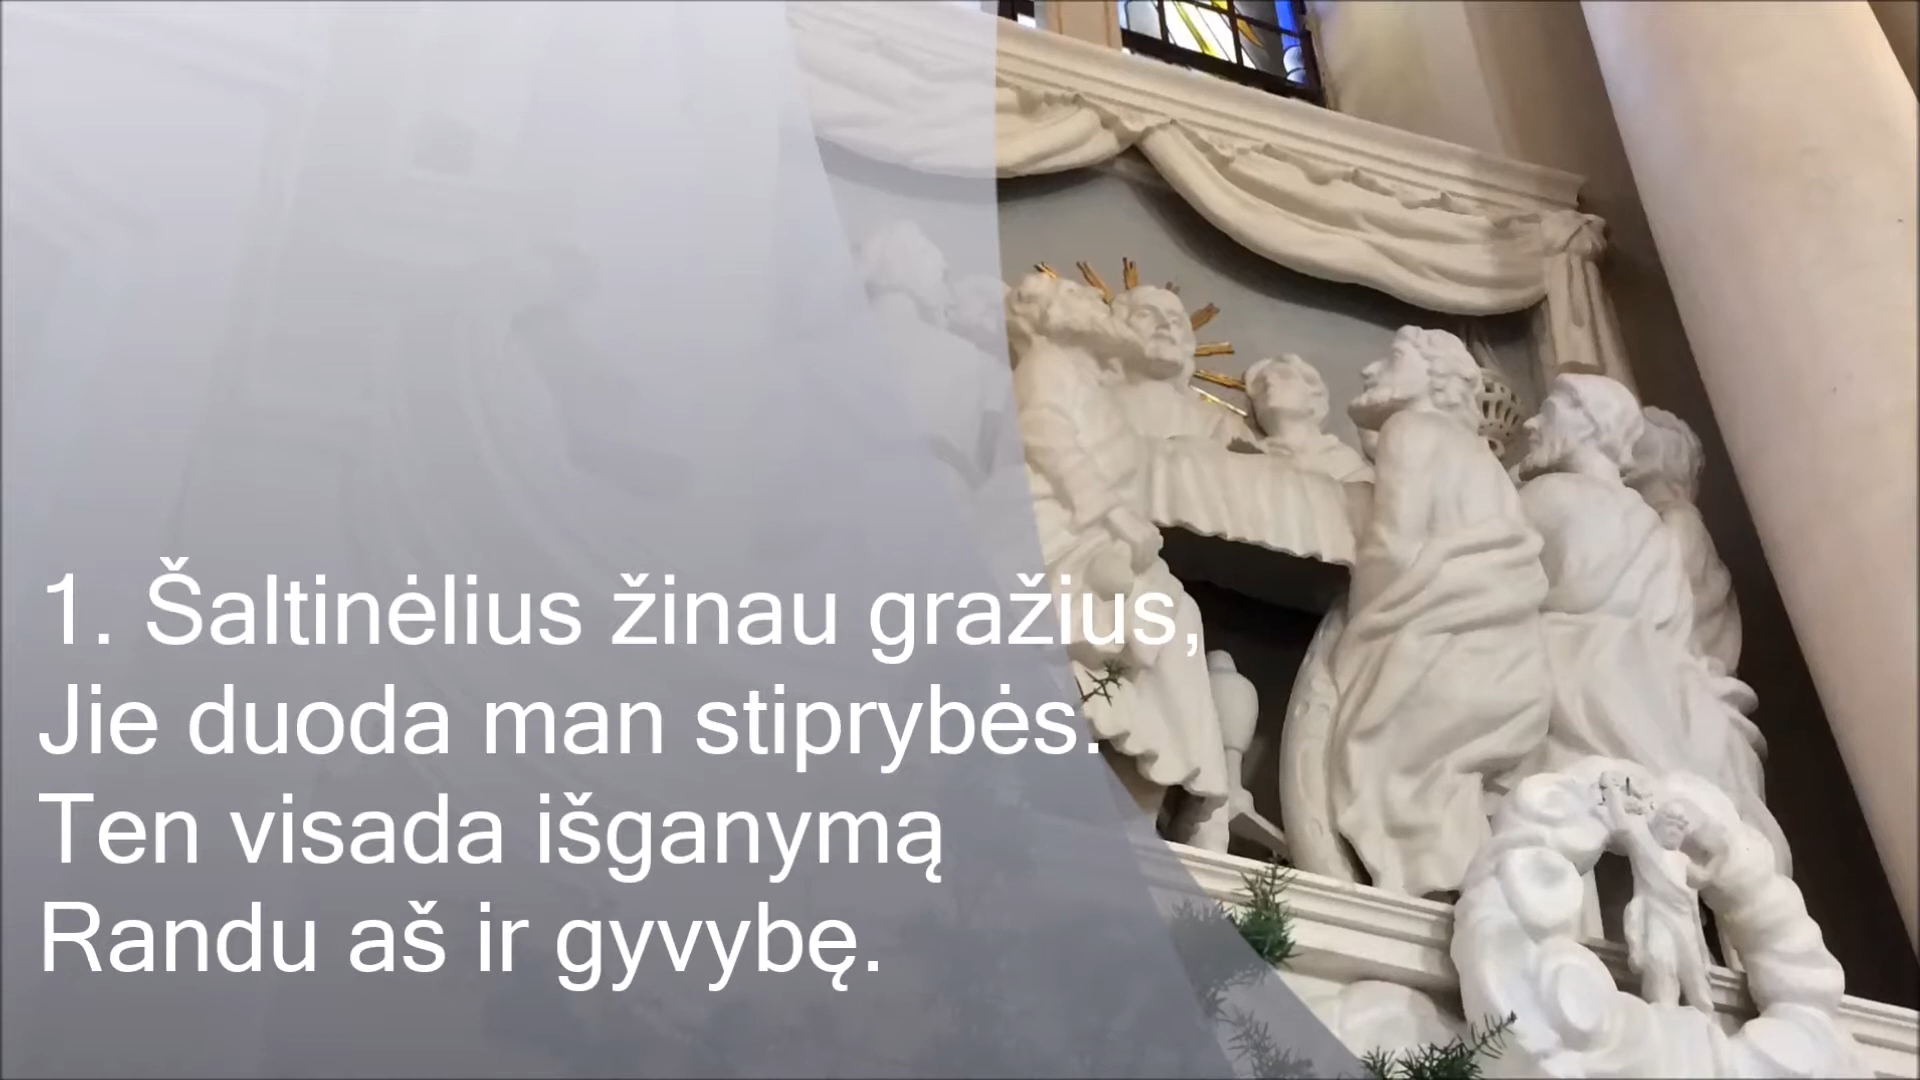 1. Šaltinėlius žinau gražius,
Jie duoda man stiprybės.
Ten visada išganymą
Randu aš ir gyvybę.